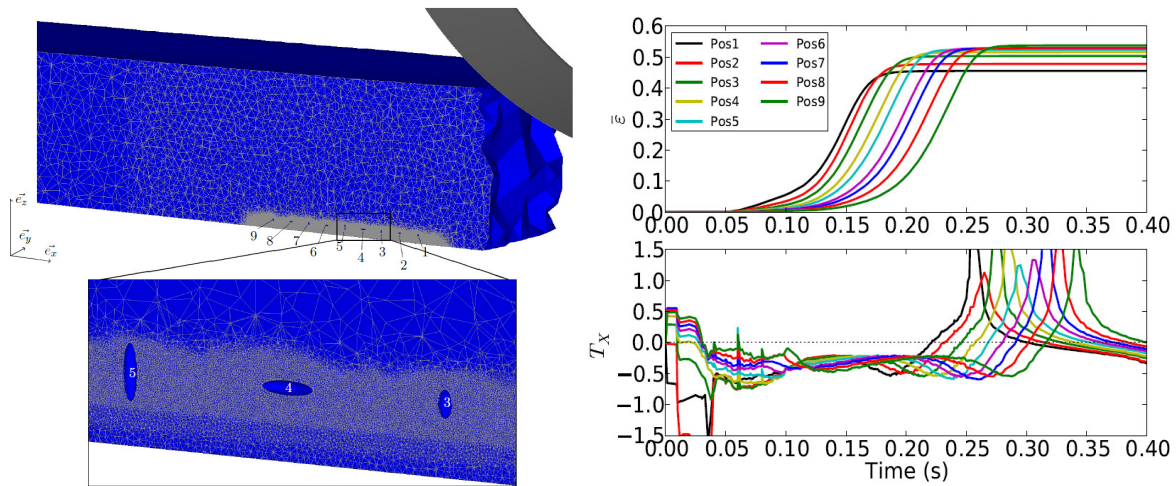 e⃗z
e⃗y
e⃗x
9
8
7
6
5
4
3
2
1
5
4
3
0.6
0.5
0.4
0.3
0.2
0.1
0.0
ε̄
Pos1
Pos2
Pos3
Pos4
Pos5
Pos6
Pos7
Pos8
Pos9
0.00 0.05 0.10 0.15 0.20 0.25 0.30 0.35 0.40
1.5
1.0
0.5
0.0
−0.5
−1.0
−1.5
T_X
0.00 0.05 0.10 0.15 0.20 0.25 0.30 0.35 0.40
Time (s)